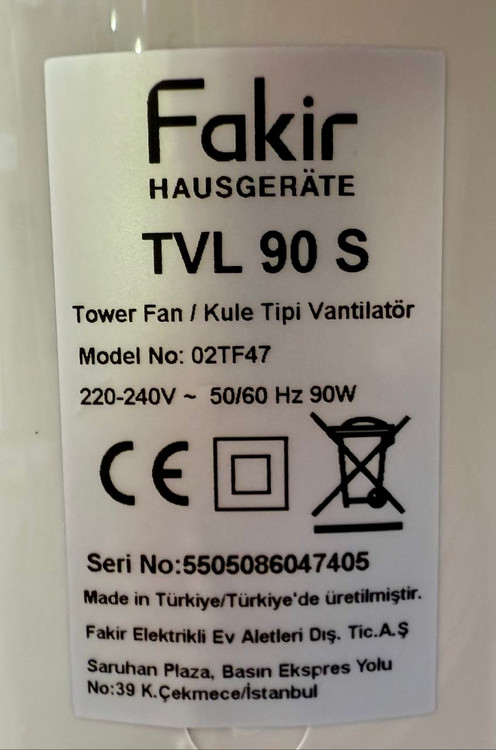 Fakir
HAUSGERÄTE
TVL 90 S
Tower Fan / Kule Tipi Vantilatör
Model No: 02TF47
220-240V ~ 50/60 Hz 90W
CE
Seri No:5505086047405
Made in Türkiye/Türkiye'de üretilmiştir.
Fakir Elektrikli Ev Aletleri Dış. Tic.A.Ş
Saruhan Plaza, Basın Ekspres Yolu
No:39 K.Çekmece/İstanbul